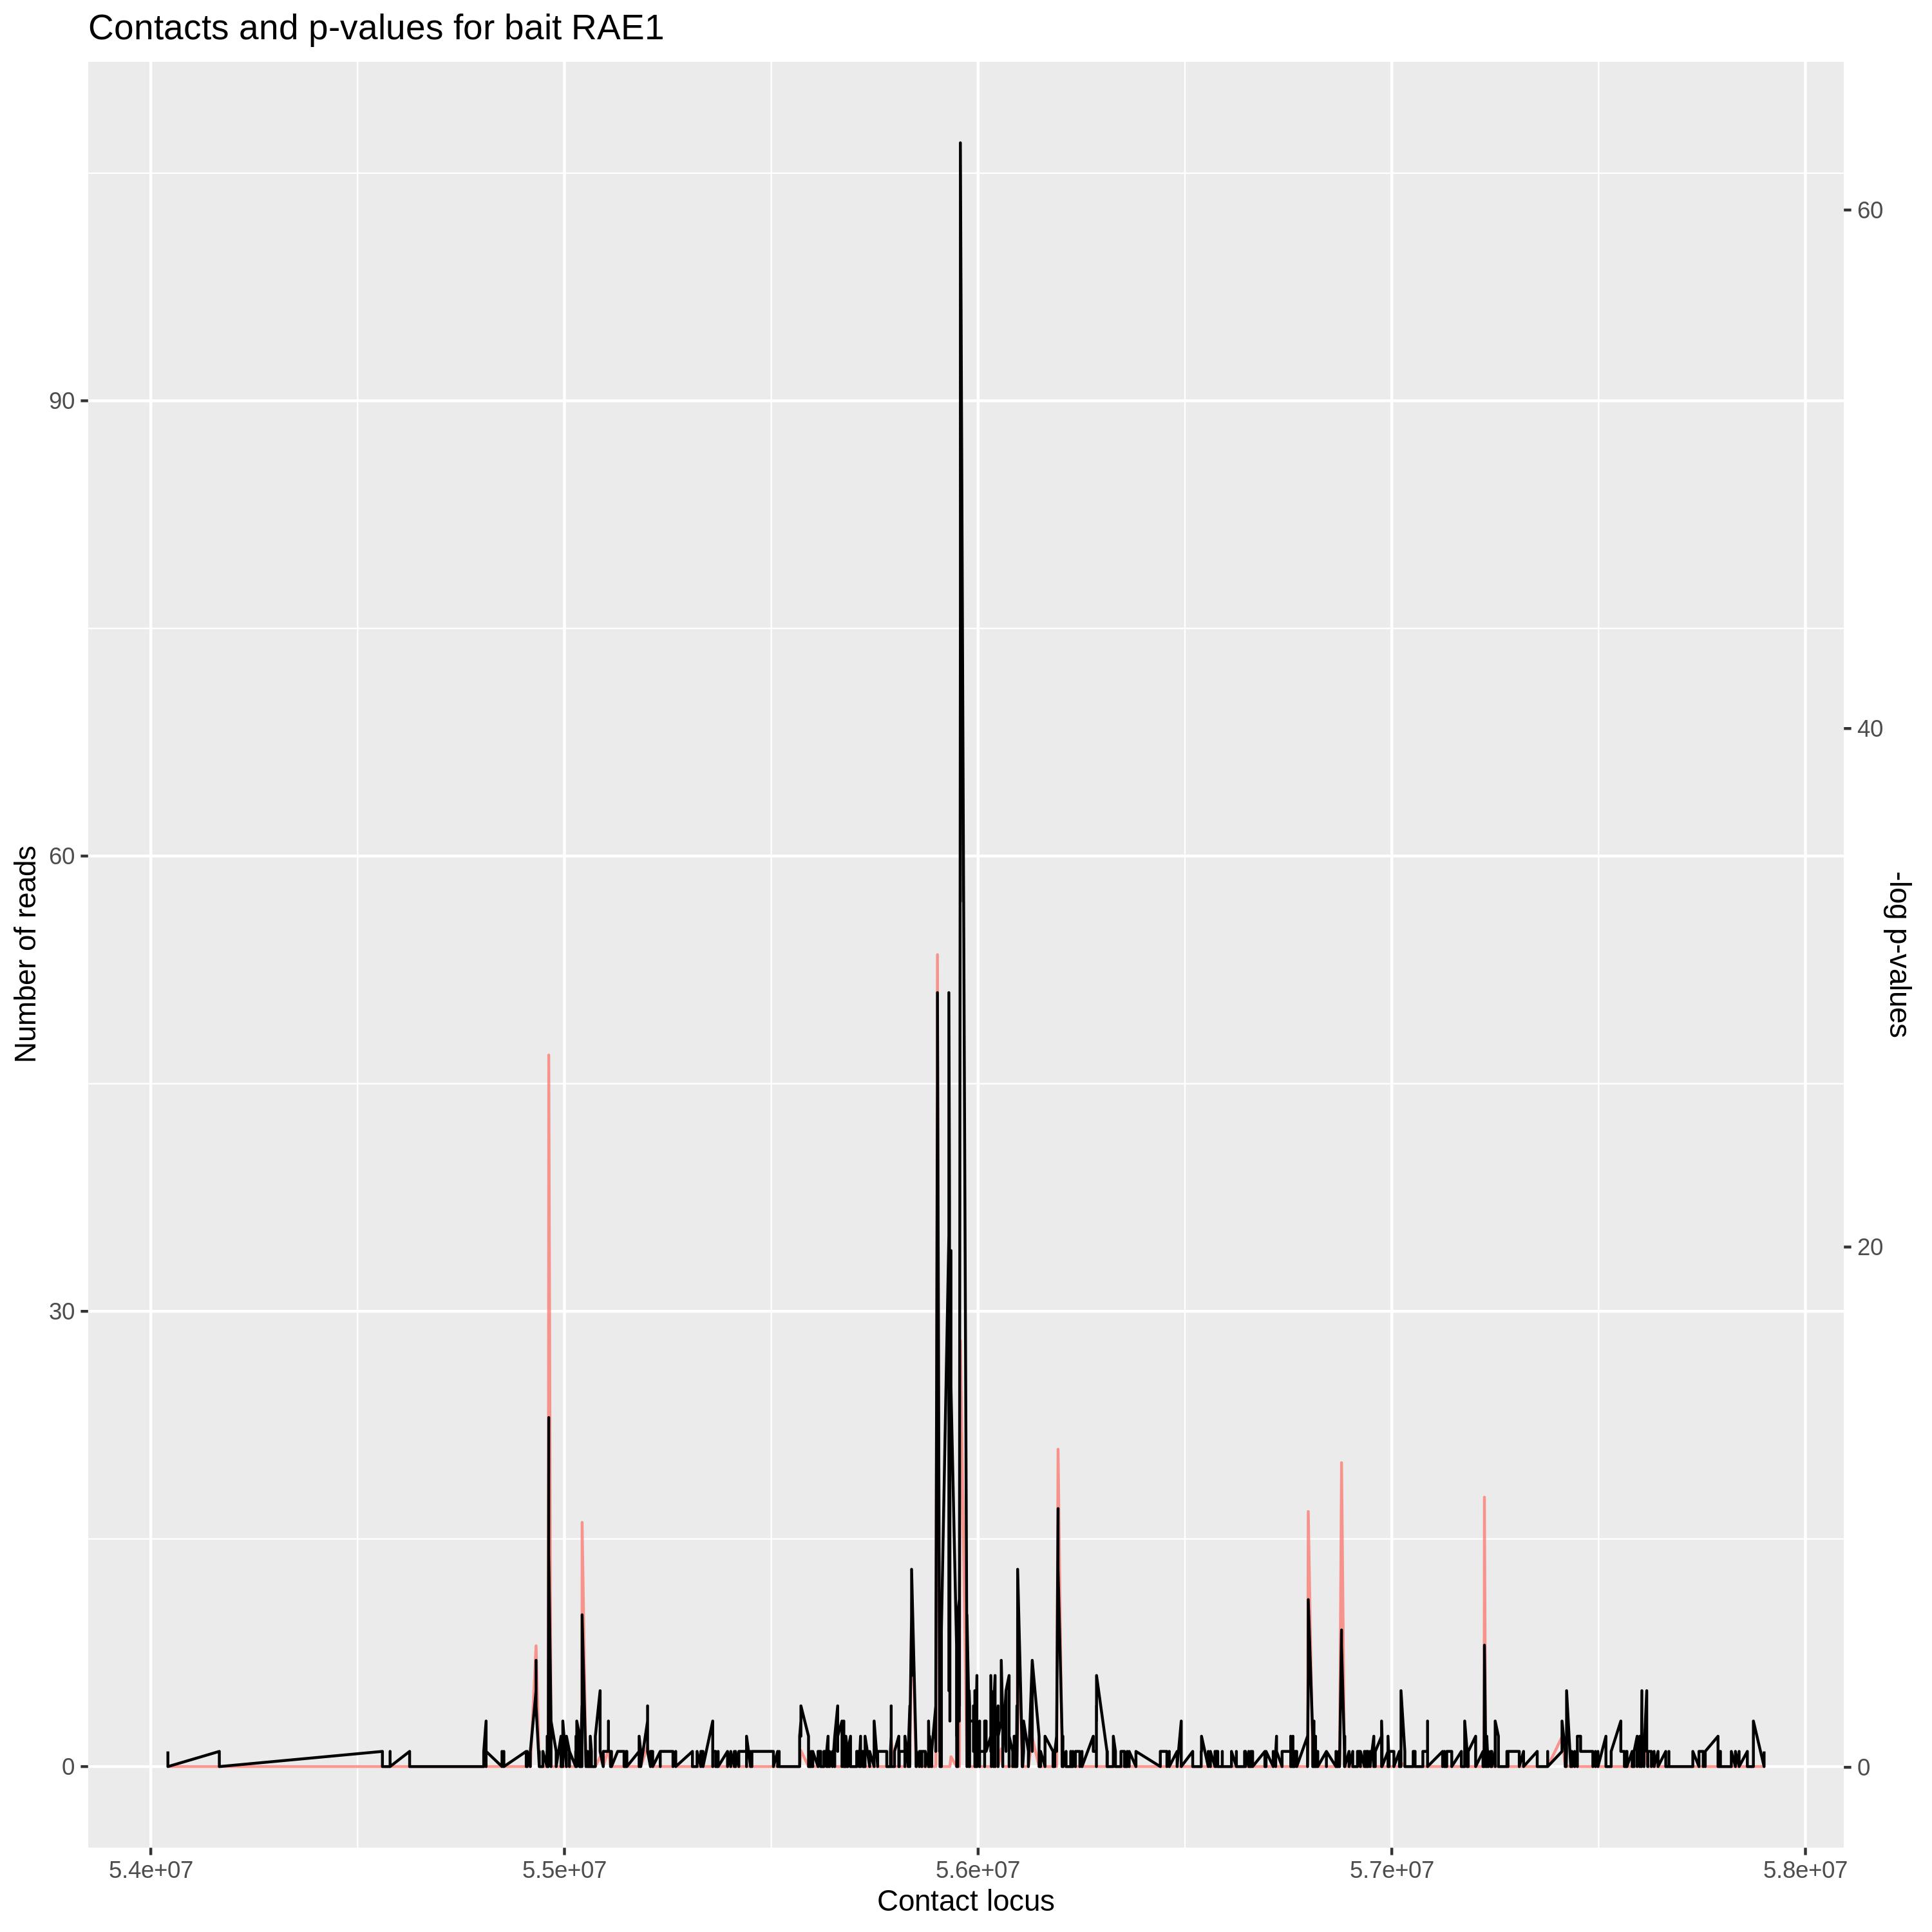 Contacts and p-values for bait RAE1
90
60
30
0
60
40
20
0
Number of reads
-log p-values
5.4e+07 5.5e+07 5.6e+07 5.7e+07 5.8e+07
Contact locus